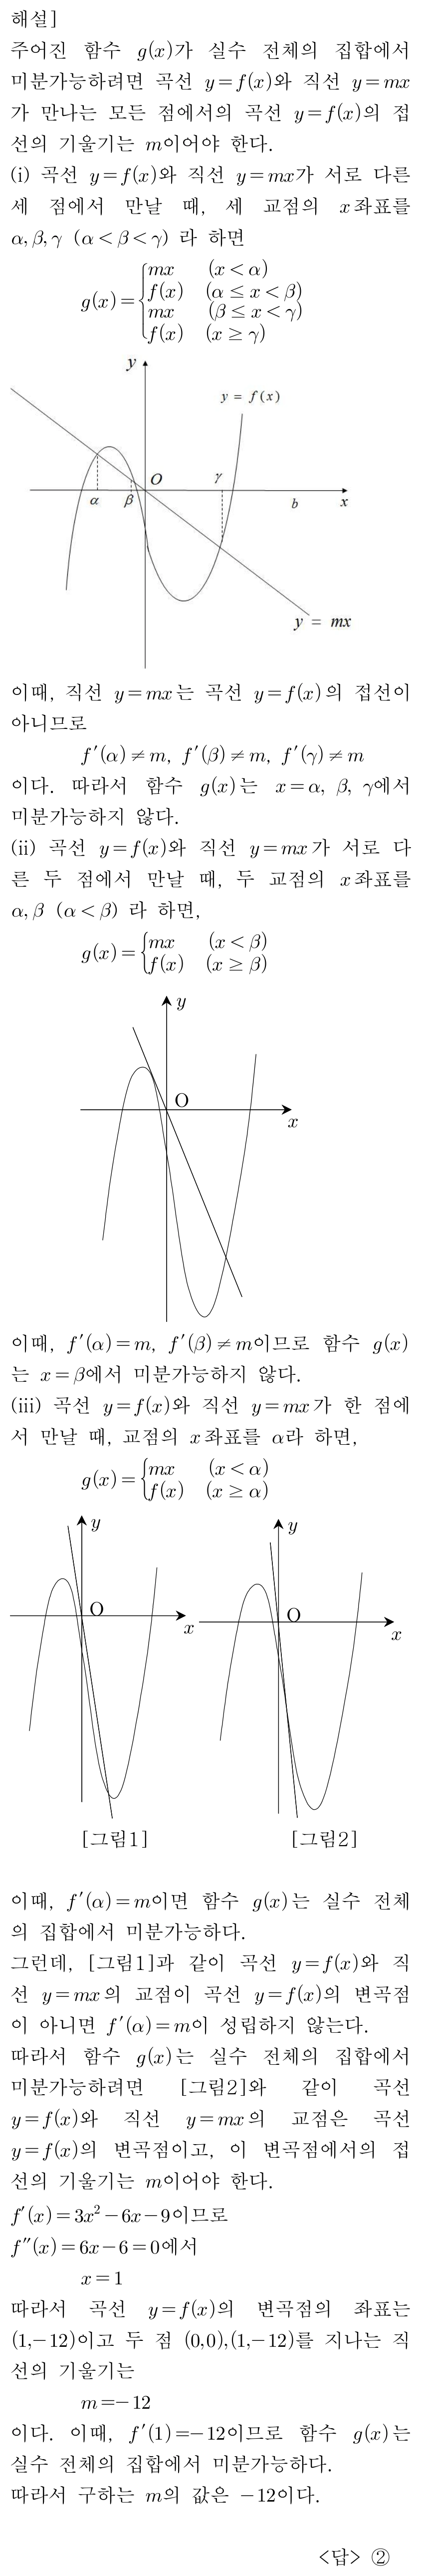 해설]
주어진 함수 g(x)가 실수 전체의 집합에서
미분가능하려면 곡선 y=f(x)와 직선 y=mx
가 만나는 모든 점에서의 곡선 y=f(x)의 접
선의 기울기는 m이어야 한다.
(i) 곡선 y=f(x)와 직선 y=mx가 서로 다른
세 점에서 만날 때, 세 교점의 x좌표를
α, β, γ (α<β<γ) 라 하면
g(x)={mx (x<α)
f(x) (α≤x<β)
mx (β≤x<γ)
f(x) (x≥γ)
y
y = f(x)
O
γ
α
β
b
x
y = mx
이때, 직선 y=mx는 곡선 y=f(x)의 접선이
아니므로
f′(α)≠m, f′(β)≠m, f′(γ)≠m
이다. 따라서 함수 g(x)는 x=α, β, γ에서
미분가능하지 않다.
(ii) 곡선 y=f(x)와 직선 y=mx가 서로 다
른 두 점에서 만날 때, 두 교점의 x좌표를
α, β (α<β) 라 하면,
g(x)={mx (x<β)
f(x) (x≥β)
y
O
x
이때, f′(α)=m, f′(β)≠m이므로 함수 g(x)
는 x=β에서 미분가능하지 않다.
(iii) 곡선 y=f(x)와 직선 y=mx가 한 점에
서 만날 때, 교점의 x좌표를 α라 하면,
g(x)={mx (x<α)
f(x) (x≥α)
y
O
x
y
O
x
[그림1] [그림2]
이때, f′(α)=m이면 함수 g(x)는 실수 전체
의 집합에서 미분가능하다.
그런데, [그림1]과 같이 곡선 y=f(x)와 직
선 y=mx의 교점이 곡선 y=f(x)의 변곡점
이 아니면 f′(α)=m이 성립하지 않는다.
따라서 함수 g(x)는 실수 전체의 집합에서
미분가능하려면 [그림2]와 같이 곡선
y=f(x)와 직선 y=mx의 교점은 곡선
y=f(x)의 변곡점이고, 이 변곡점에서의 접
선의 기울기는 m이어야 한다.
f′(x)=3x²−6x−9이므로
f″(x)=6x−6=0에서
x=1
따라서 곡선 y=f(x)의 변곡점의 좌표는
(1,−12)이고 두 점 (0,0),(1,−12)를 지나는 직
선의 기울기는
m=−12
이다. 이때, f′(1)=−12이므로 함수 g(x)는
실수 전체의 집합에서 미분가능하다.
따라서 구하는 m의 값은 −12이다.
<답> ②